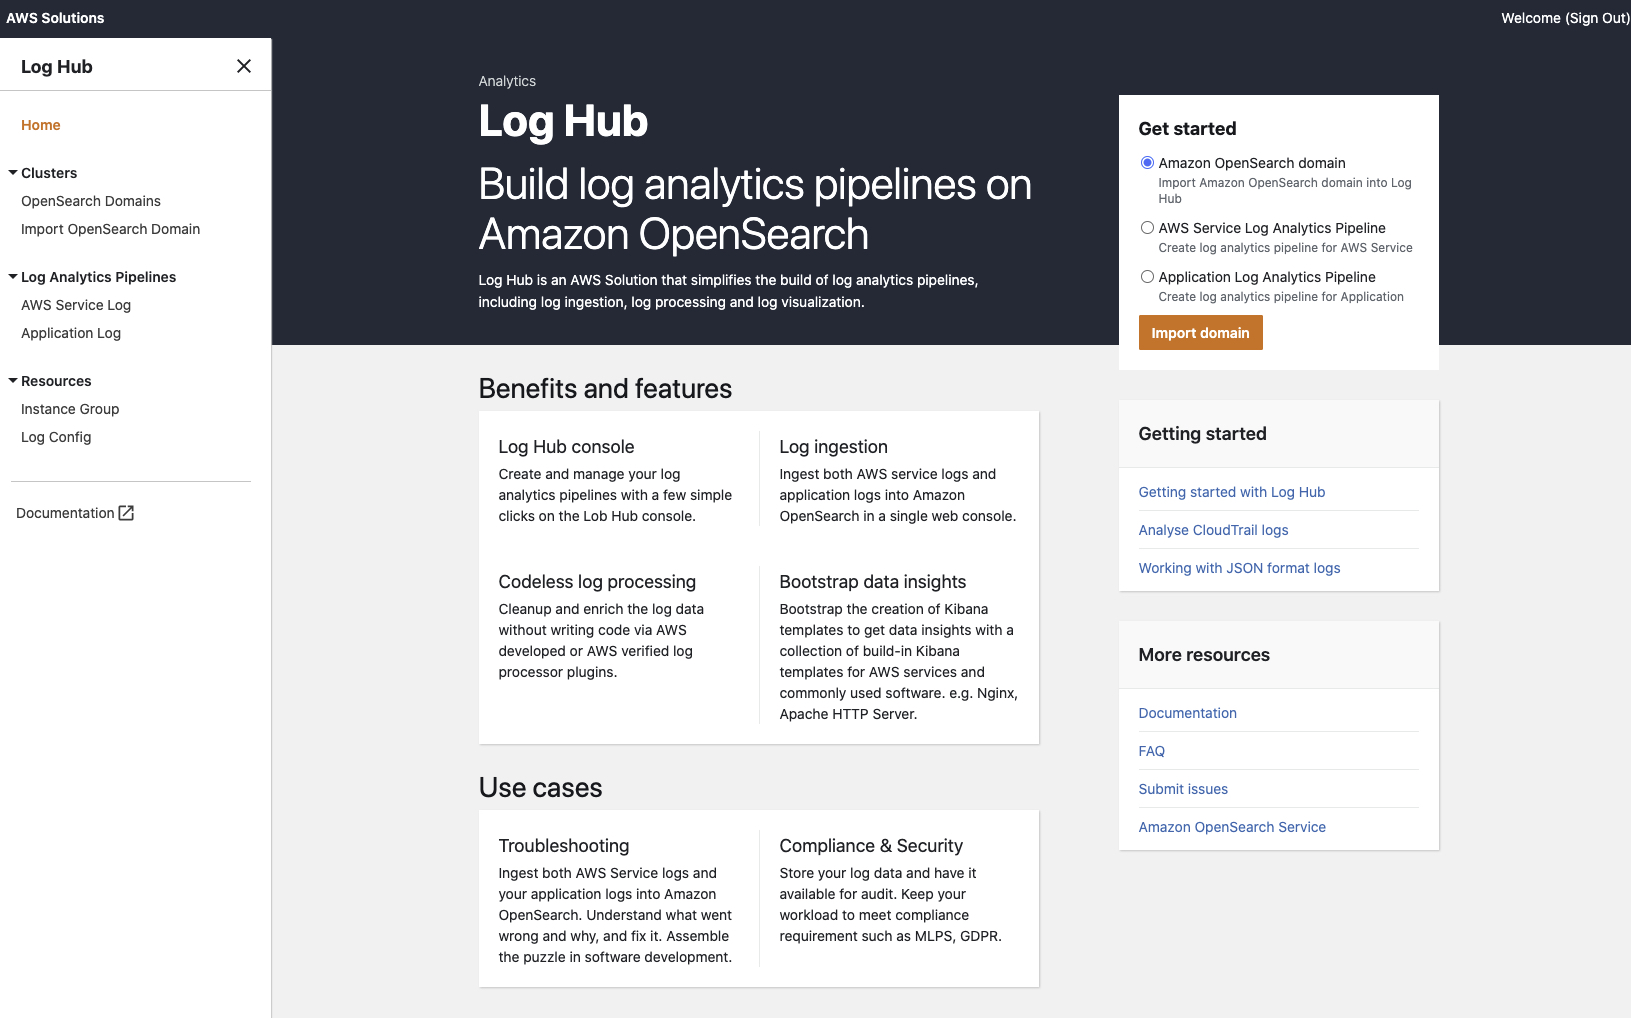 AWS Solutions
Welcome (Sign Out)
Log Hub
Home
Clusters
OpenSearch Domains
Import OpenSearch Domain
Log Analytics Pipelines
AWS Service Log
Application Log
Resources
Instance Group
Log Config
Documentation
Analytics
Log Hub
Build log analytics pipelines on
Amazon OpenSearch
Log Hub is an AWS Solution that simplifies the build of log analytics pipelines,
including log ingestion, log processing and log visualization.
Get started
Amazon OpenSearch domain
Import Amazon OpenSearch domain into Log
Hub
AWS Service Log Analytics Pipeline
Create log analytics pipeline for AWS Service
Application Log Analytics Pipeline
Create log analytics pipeline for Application
Import domain
Benefits and features
Log Hub console
Create and manage your log
analytics pipelines with a few simple
clicks on the Lob Hub console.
Log ingestion
Ingest both AWS service logs and
application logs into Amazon
OpenSearch in a single web console.
Codeless log processing
Cleanup and enrich the log data
without writing code via AWS
developed or AWS verified log
processor plugins.
Bootstrap data insights
Bootstrap the creation of Kibana
templates to get data insights with a
collection of build-in Kibana
templates for AWS services and
commonly used software. e.g. Nginx,
Apache HTTP Server.
Use cases
Troubleshooting
Ingest both AWS Service logs and
your application logs into Amazon
OpenSearch. Understand what went
wrong and why, and fix it. Assemble
the puzzle in software development.
Compliance & Security
Store your log data and have it
available for audit. Keep your
workload to meet compliance
requirement such as MLPS, GDPR.
Getting started
Getting started with Log Hub
Analyse CloudTrail logs
Working with JSON format logs
More resources
Documentation
FAQ
Submit issues
Amazon OpenSearch Service